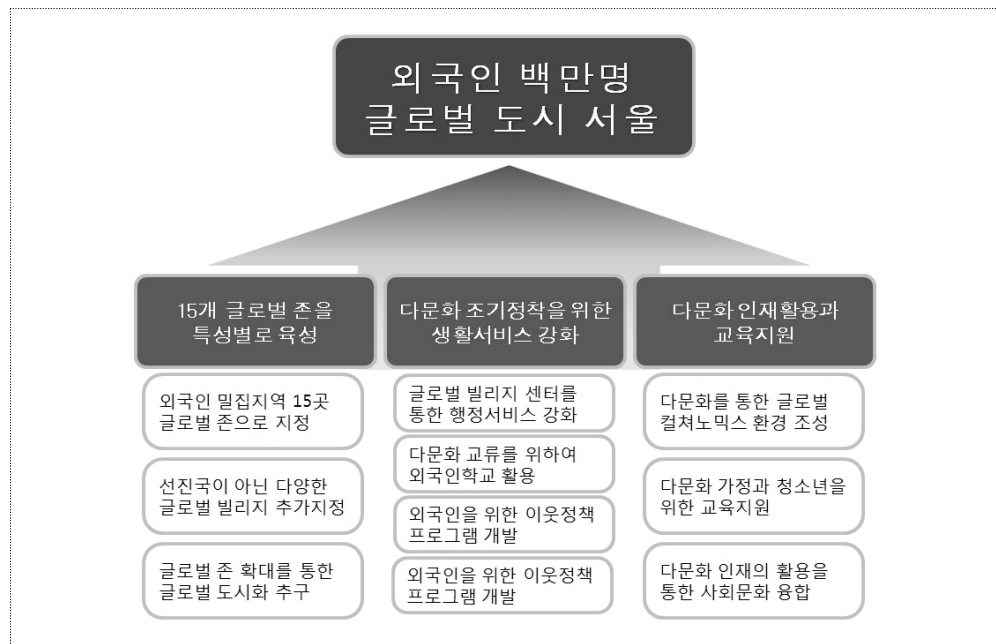 외국인 백만명
글로벌 도시 서울
15개 글로벌 존을
특성별로 육성
외국인 밀집지역 15곳
글로벌 존으로 지정
선진국이 아닌 다양한
글로벌 빌리지 추가지정
글로벌 존 확대를 통한
글로벌 도시화 추구
다문화 조기정착을 위한
생활서비스 강화
글로벌 빌리지 센터를
통한 행정서비스 강화
다문화 교류를 위하여
외국인학교 활용
외국인을 위한 이웃정책
프로그램 개발
외국인을 위한 이웃정책
프로그램 개발
다문화 인재활용과
교육지원
다문화를 통한 글로벌
컬쳐노믹스 환경 조성
다문화 가정과 청소년을
위한 교육지원
다문화 인재의 활용을
통한 사회문화 융합